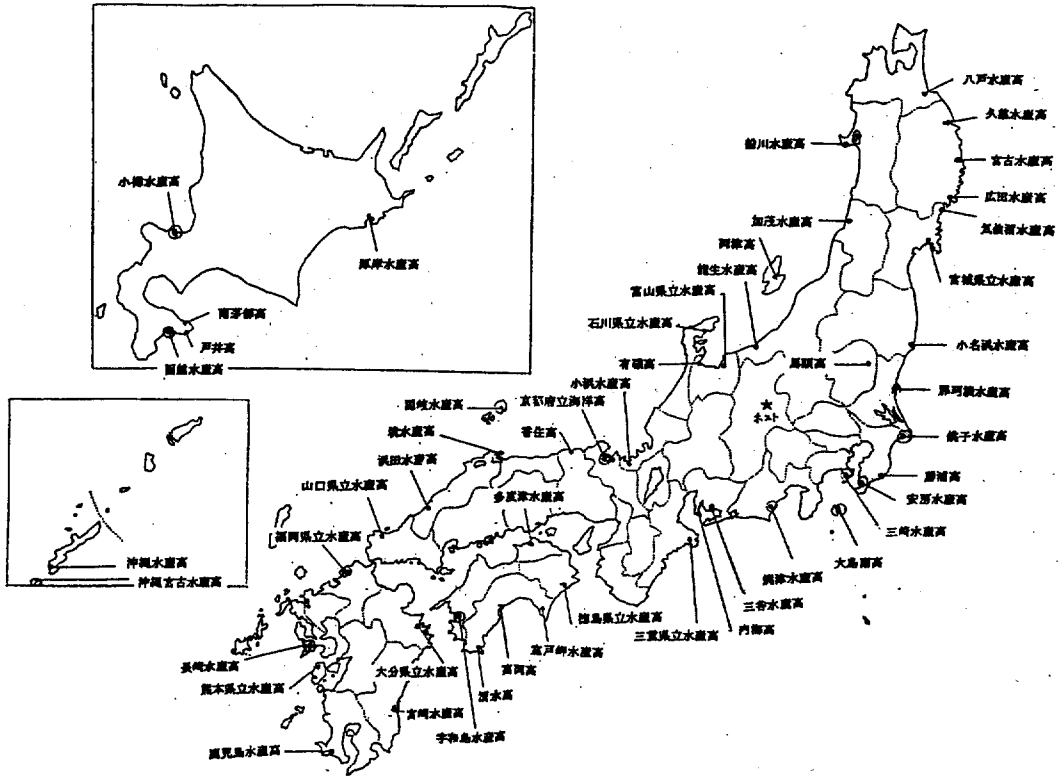 小樽水産高
厚岸水産高
南茅部高
戸井高
函館水産高
沖縄水産高
沖縄宮古水産高
八戸水産高
久慈水産高
宮古水産高
広田水産高
気仙沼水産高
宮城県立水産高
船川水産高
加茂水産高
両津高
能生水産高
富山県立水産高
石川県立水産高
有磯高
小浜水産高
京都府立海洋高
香住高
隠岐水産高
境水産高
浜田水産高
山口県立水産高
多度津水産高
福岡県立水産高
馬頭高
ネスト
小名浜水産高
那珂湊水産高
銚子水産高
勝浦高
安房水産高
三崎水産高
大島南高
焼津水産高
三谷水産高
内海高
三重県立水産高
徳島県立水産高
室戸岬水産高
高岡高
清水高
宇和島水産高
大分県立水産高
長崎水産高
熊本県立水産高
宮崎水産高
鹿児島水産高